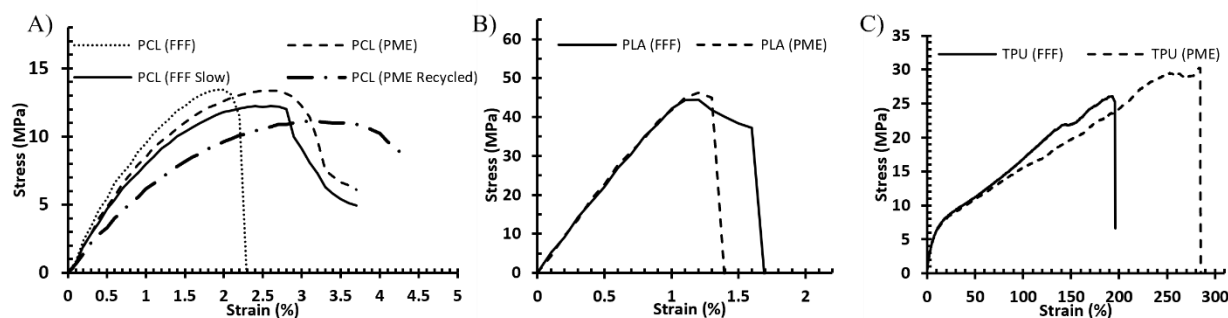 A)
PCL (FFF)
PCL (PME)
PCL (FFF Slow)
PCL (PME Recycled)
Stress (MPa)
15
10
5
0
0 0.5 1 1.5 2 2.5 3 3.5 4 4.5 5
Strain (%)
B)
PLA (FFF)
PLA (PME)
Stress (MPa)
60
50
40
30
20
10
0
0 0.5 1 1.5 2
Strain (%)
C)
TPU (FFF)
TPU (PME)
Stress (MPa)
35
30
25
20
15
10
5
0
0 50 100 150 200 250 300
Strain (%)